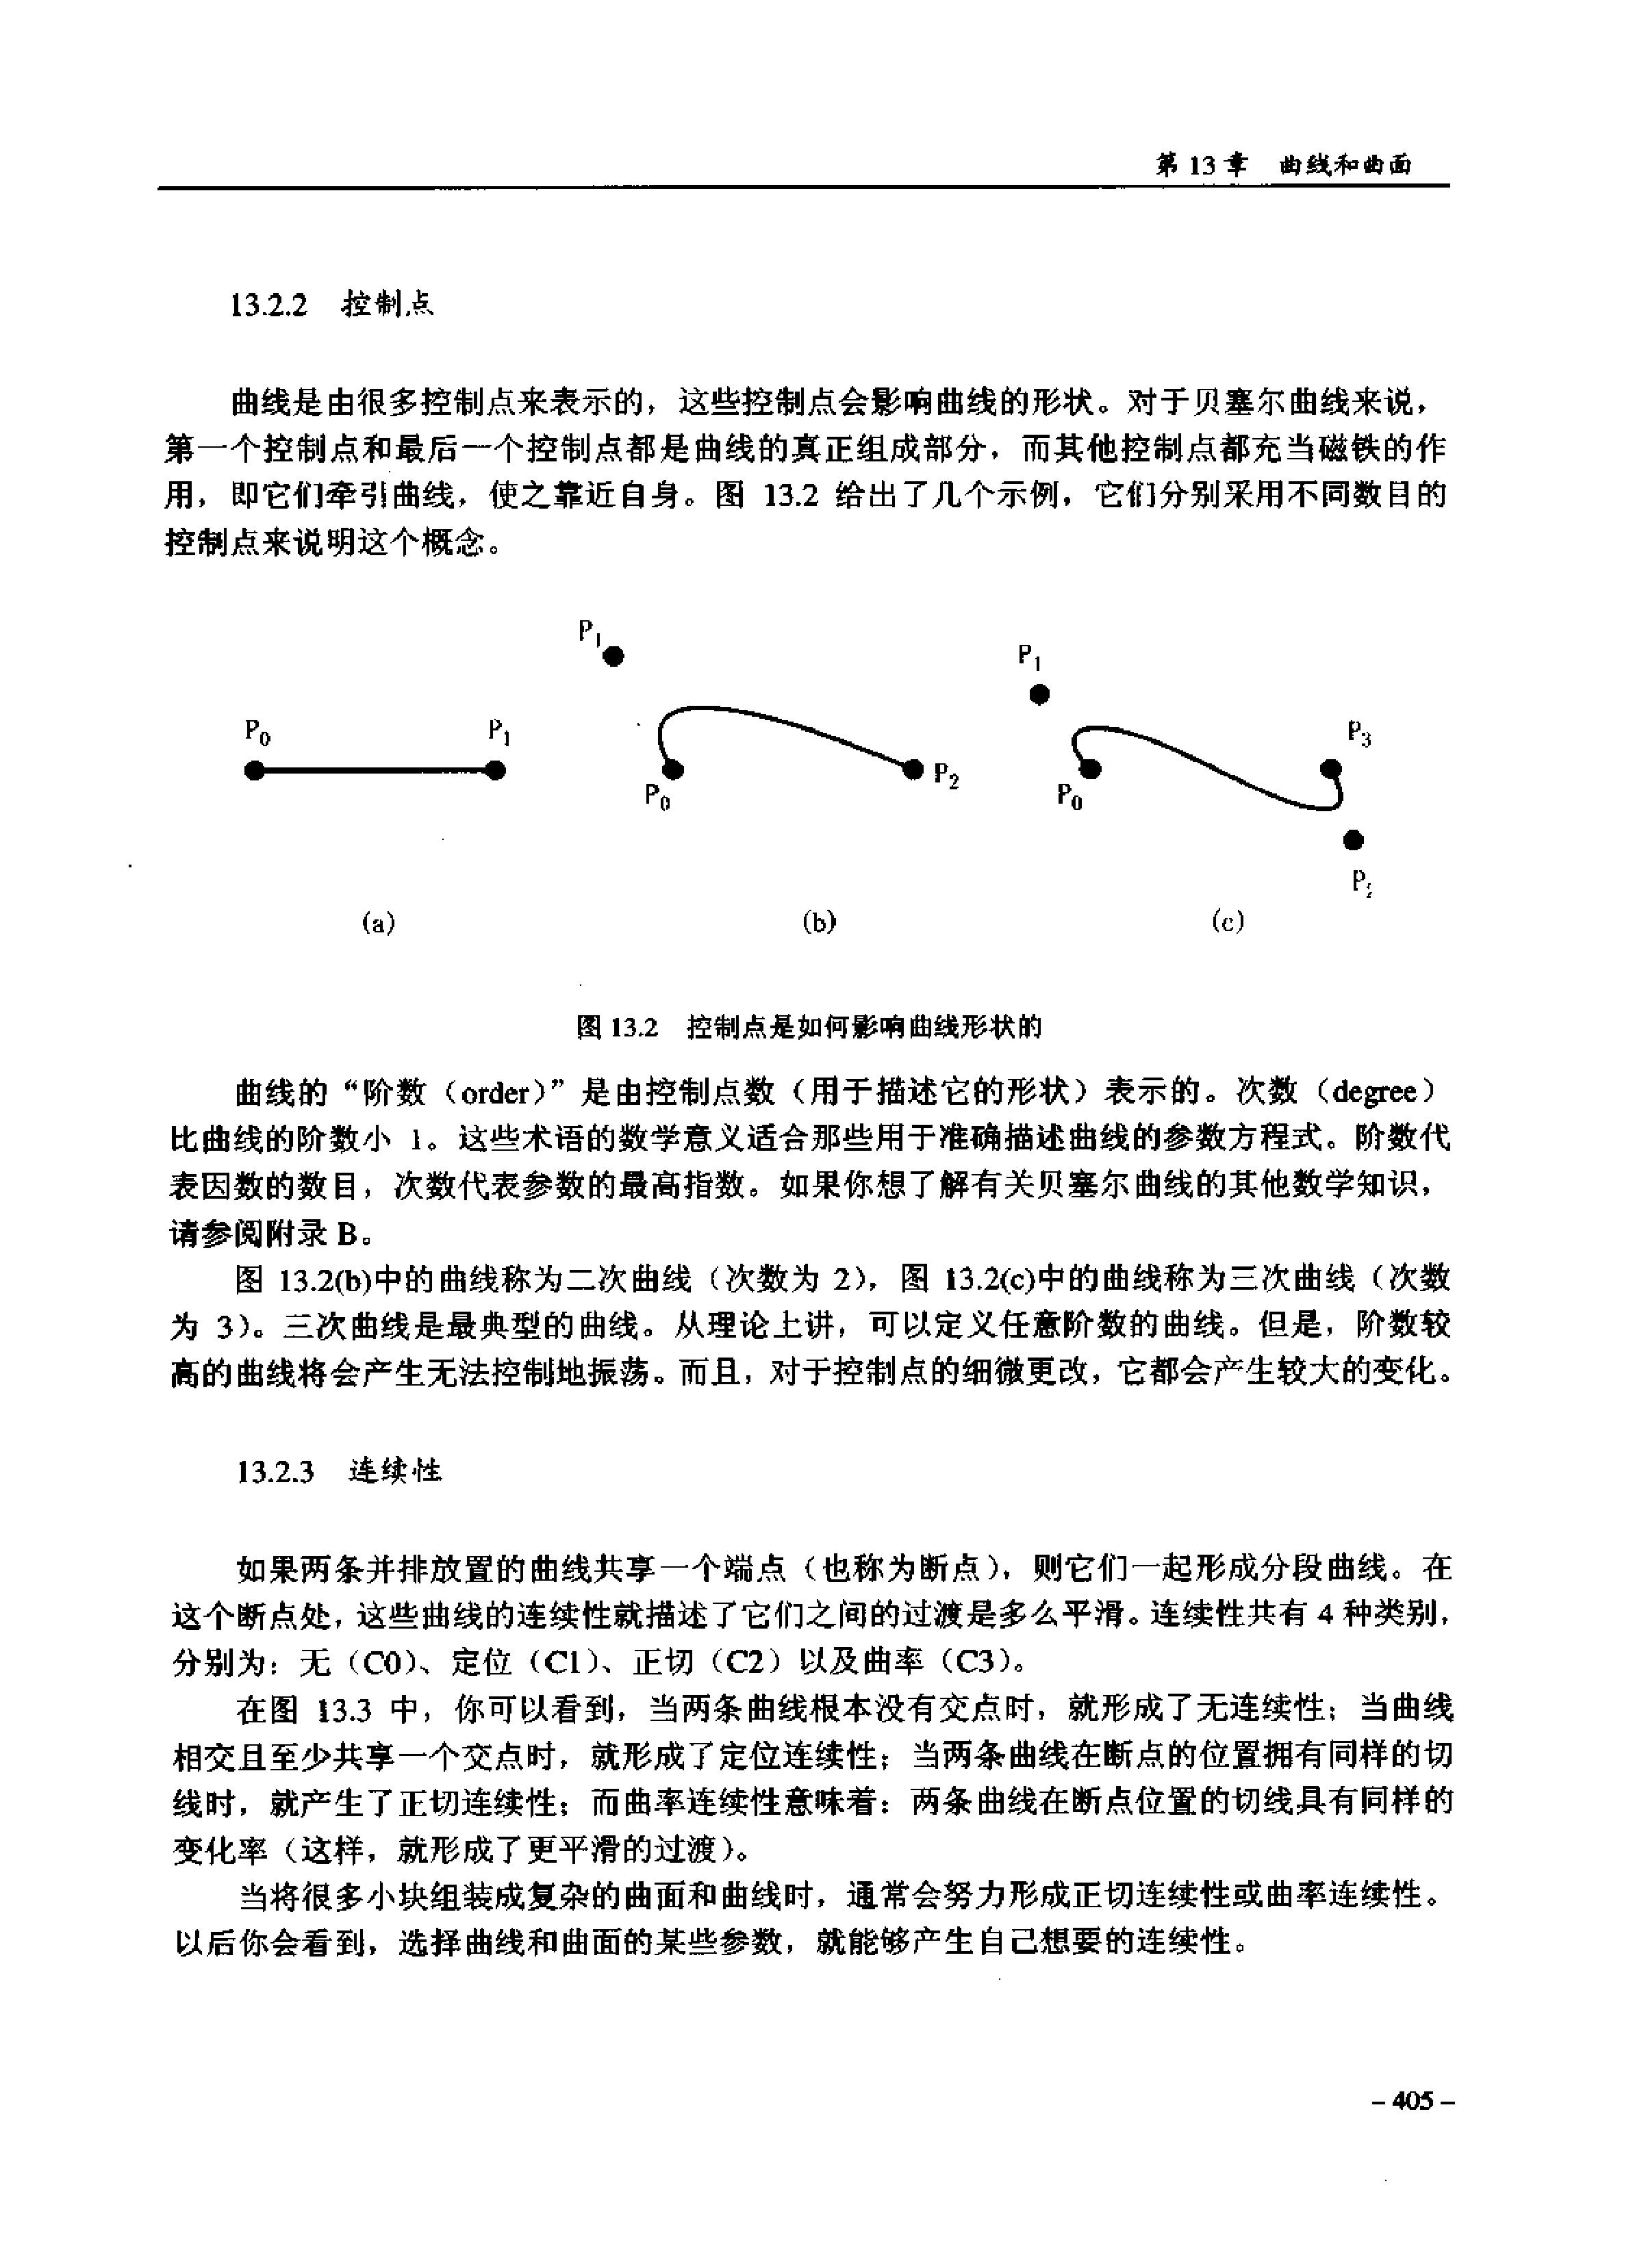 第 13 章 曲线和曲面
13.2.2 控制点
曲线是由很多控制点来表示的，这些控制点会影响曲线的形状。对于贝塞尔曲线来说，
第一个控制点和最后一个控制点都是曲线的真正组成部分，而其他控制点都充当磁铁的作
用，即它们牵引曲线，使之靠近自身。图 13.2 给出了几个示例，它们分别采用不同数目的
控制点来说明这个概念。
P1
P1
P0
P1
P3
P0
P2
P0
P2
(a)
(b)
(c)
图 13.2 控制点是如何影响曲线形状的
曲线的“阶数（order）”是由控制点数（用于描述它的形状）表示的。次数（degree）
比曲线的阶数小 1。这些术语的数学意义适合那些用于准确描述曲线的参数方程式。阶数代
表因数的数目，次数代表参数的最高指数。如果你想了解有关贝塞尔曲线的其他数学知识，
请参阅附录 B。
图 13.2(b)中的曲线称为二次曲线（次数为 2），图 13.2(c)中的曲线称为三次曲线（次数
为 3）。三次曲线是最典型的曲线。从理论上讲，可以定义任意阶数的曲线。但是，阶数较
高的曲线将会产生无法控制地振荡。而且，对于控制点的细微更改，它都会产生较大的变化。
13.2.3 连续性
如果两条并排放置的曲线共享一个端点（也称为断点），则它们一起形成分段曲线。在
这个断点处，这些曲线的连续性就描述了它们之间的过渡是多么平滑。连续性共有 4 种类别，
分别为：无（C0）、定位（C1）、正切（C2）以及曲率（C3）。
在图 13.3 中，你可以看到，当两条曲线根本没有交点时，就形成了无连续性；当曲线
相交且至少共享一个交点时，就形成了定位连续性；当两条曲线在断点的位置拥有同样的切
线时，就产生了正切连续性；而曲率连续性意味着：两条曲线在断点位置的切线具有同样的
变化率（这样，就形成了更平滑的过渡）。
当将很多小块组装成复杂的曲面和曲线时，通常会努力形成正切连续性或曲率连续性。
以后你会看到，选择曲线和曲面的某些参数，就能够产生自己想要的连续性。
- 405 -